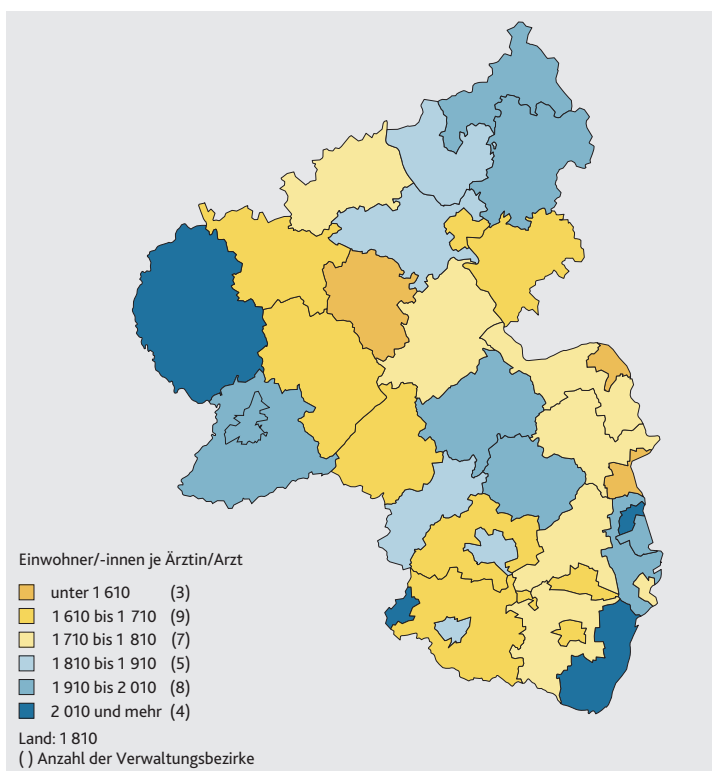 Einwohner/-innen je Ärztin/Arzt
unter 1 610 (3)
1 610 bis 1 710 (9)
1 710 bis 1 810 (7)
1 810 bis 1 910 (5)
1 910 bis 2 010 (8)
2 010 und mehr (4)
Land: 1 810
( ) Anzahl der Verwaltungsbezirke